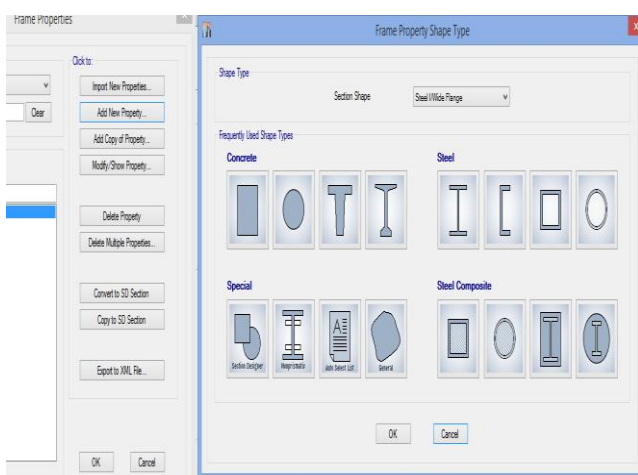 Frame Properties
Click to:
Import New Properties...
Clear
Add New Property...
Add Copy of Property...
Modify/Show Property...
Delete Property
Delete Multiple Properties...
Convert to SD Section
Copy to SD Section
Export to XML File...
OK
Cancel
Frame Property Shape Type
Shape Type
Section Shape
Steel I/Wide Flange
Frequently Used Shape Types
Concrete
Steel
Special
Steel Composite
Section Designer
Nonprismatic
Auto Select List
General
OK
Cancel